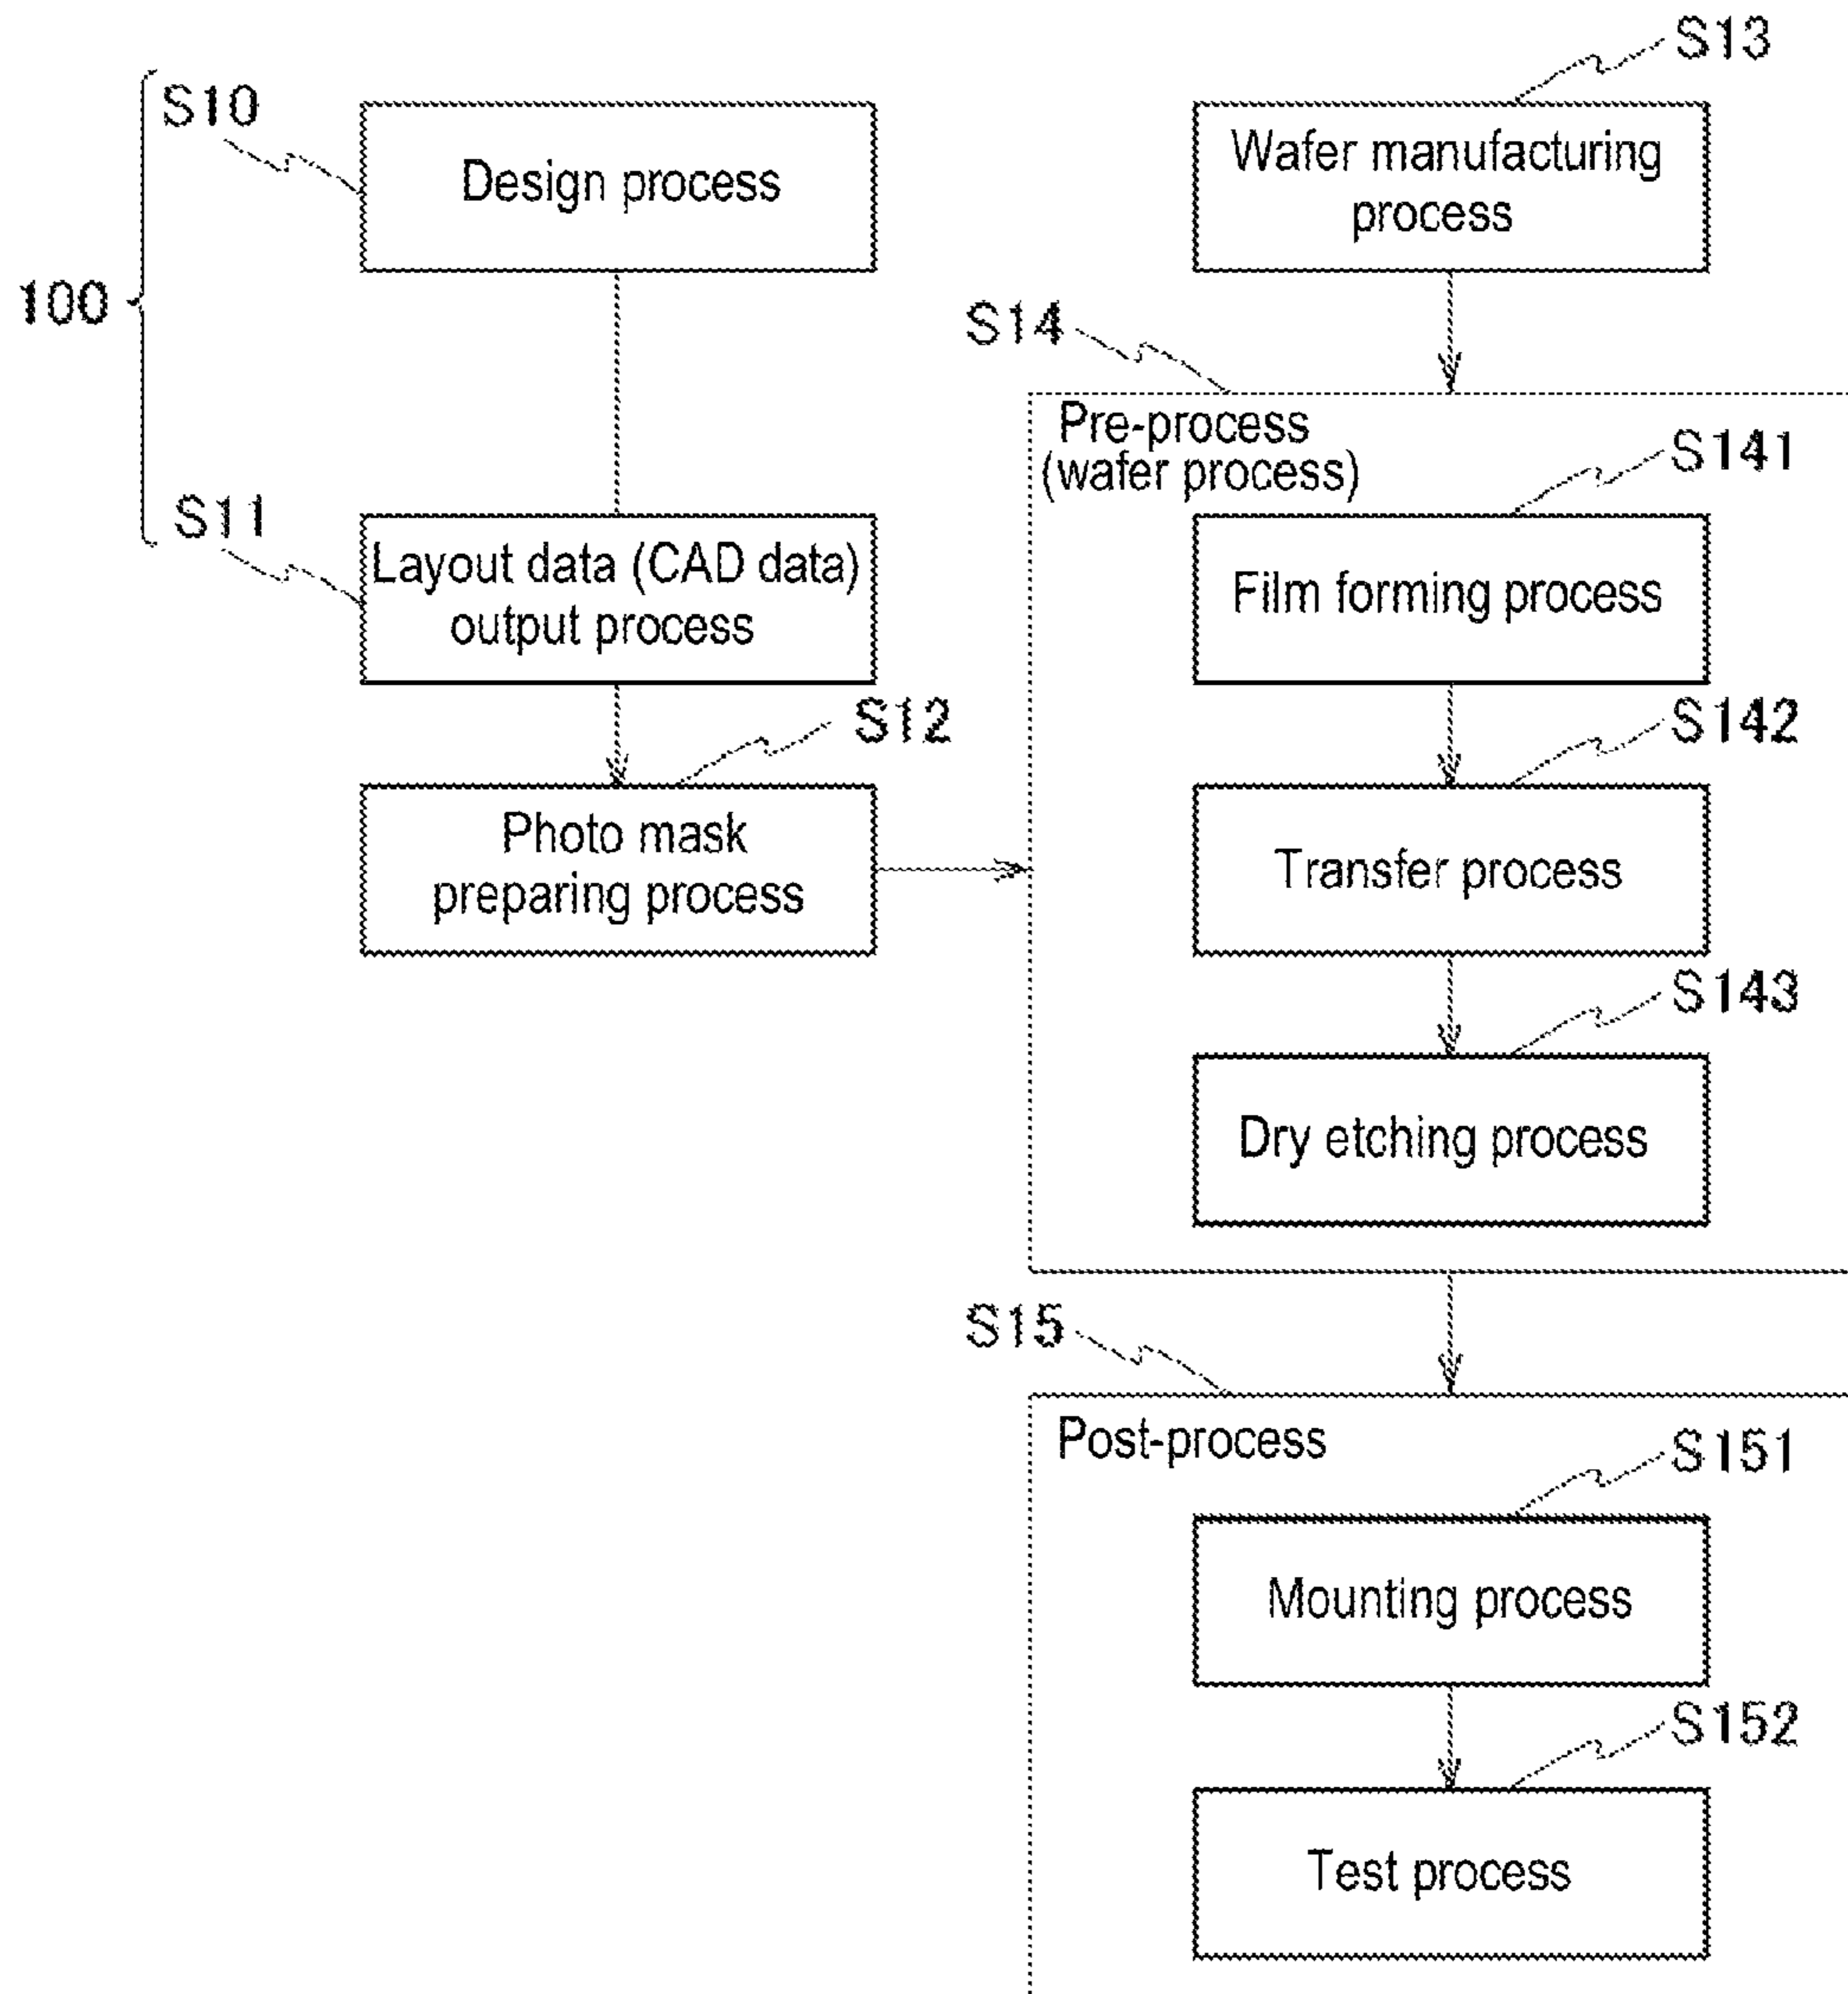 100
S10
Design process
S11
Layout data (CAD data)
output process
S12
Photo mask
preparing process
S13
Wafer manufacturing
process
S14
Pre-process
(wafer process)
S141
Film forming process
S142
Transfer process
S143
Dry etching process
S15
Post-process
S151
Mounting process
S152
Test process